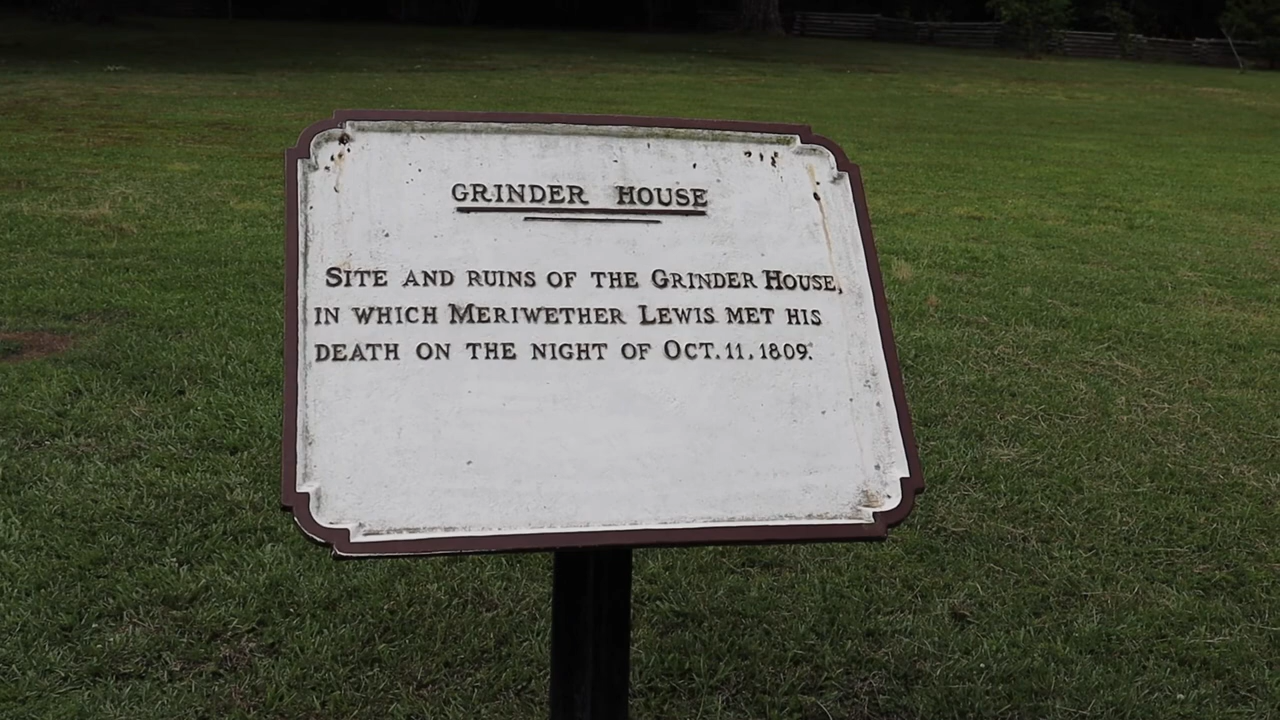 GRINDER HOUSE
SITE AND RUINS OF THE GRINDER HOUSE,
IN WHICH MERIWETHER LEWIS MET HIS
DEATH ON THE NIGHT OF OCT. 11, 1809.